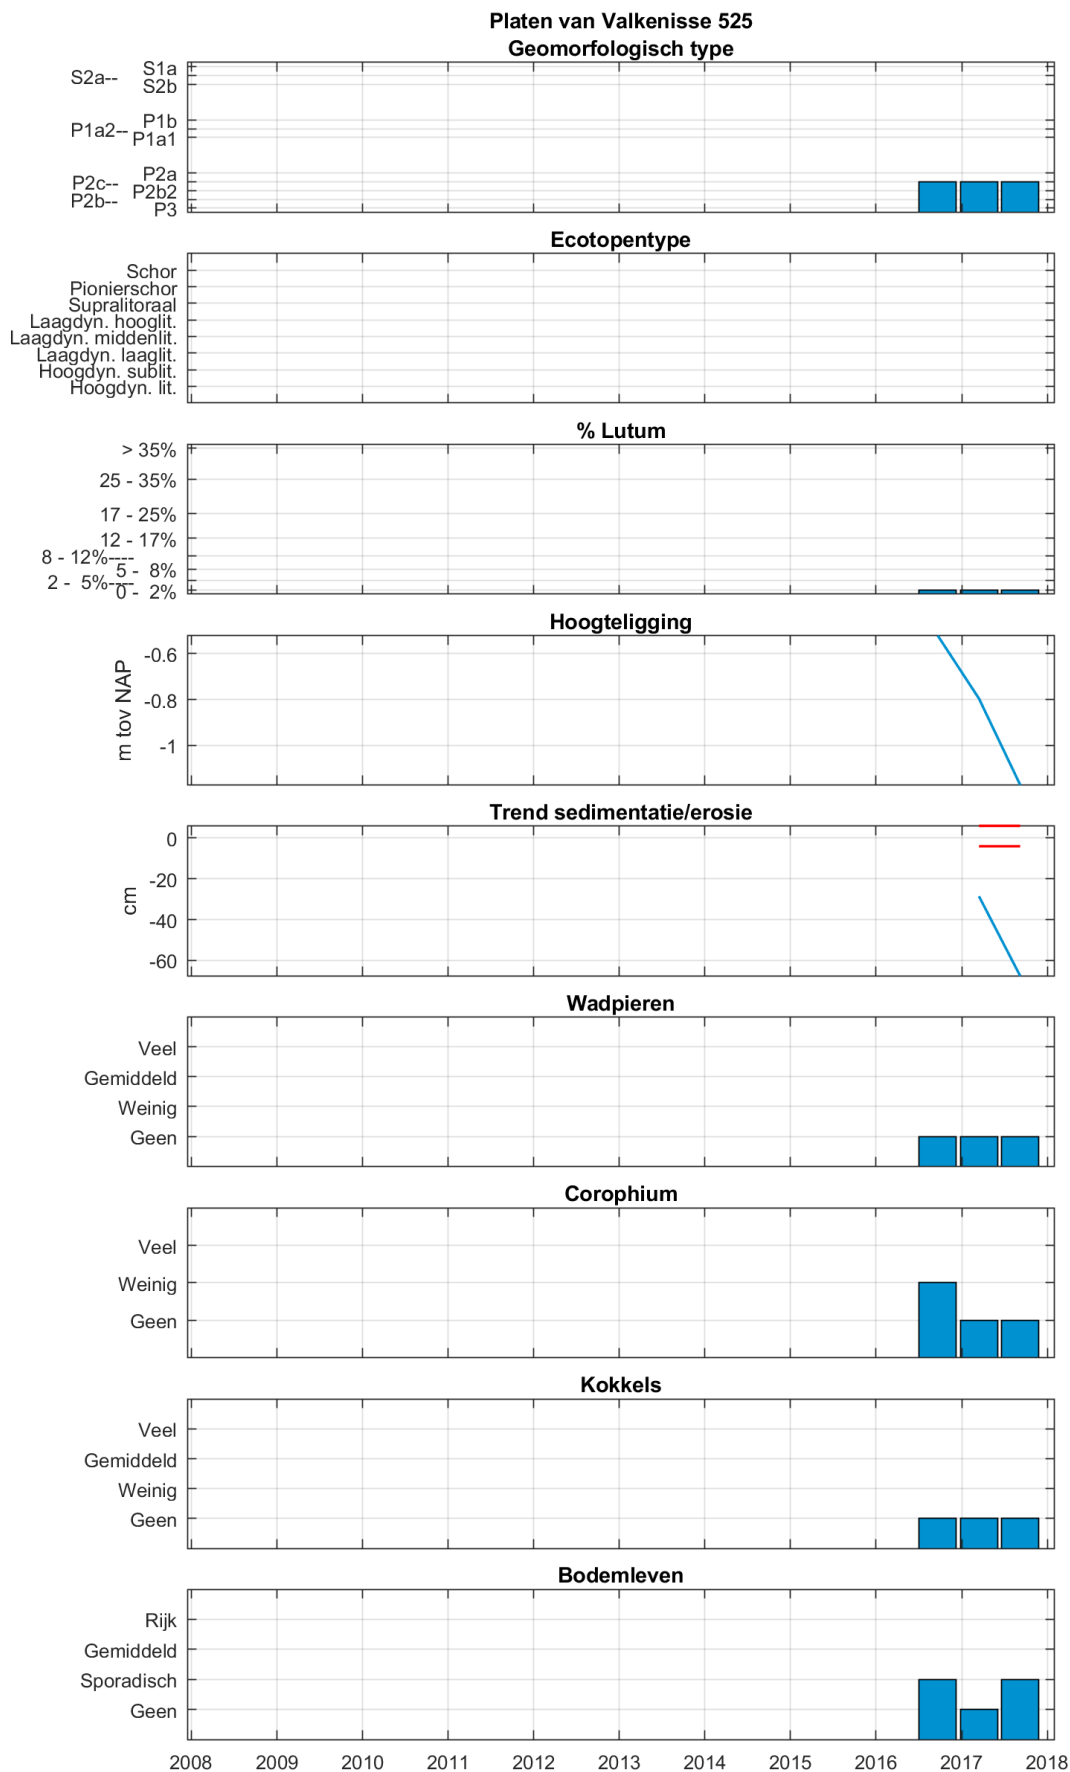 Platen van Valkenisse 525
Geomorfologisch type
S1a
S2a--
S2b
P1b
P1a2--
P1a1
P2a
P2c--
P2b2
P2b--
P3
Ecotopentype
Schor
Pionierschor
Supralitoraal
Laagdyn. hooglit.
Laagdyn. middenlit.
Laagdyn. laaglit.
Hoogdyn. sublit.
Hoogdyn. lit.
% Lutum
> 35%
25 - 35%
17 - 25%
12 - 17%
8 - 12%----
5 - 8%
2 - 5%----
0 - 2%
Hoogteligging
m tov NAP
-0.6
-0.8
-1
Trend sedimentatie/erosie
cm
0
-20
-40
-60
Wadpieren
Veel
Gemiddeld
Weinig
Geen
Corophium
Veel
Weinig
Geen
Kokkels
Veel
Gemiddeld
Weinig
Geen
Bodemleven
Rijk
Gemiddeld
Sporadisch
Geen
2008 2009 2010 2011 2012 2013 2014 2015 2016 2017 2018